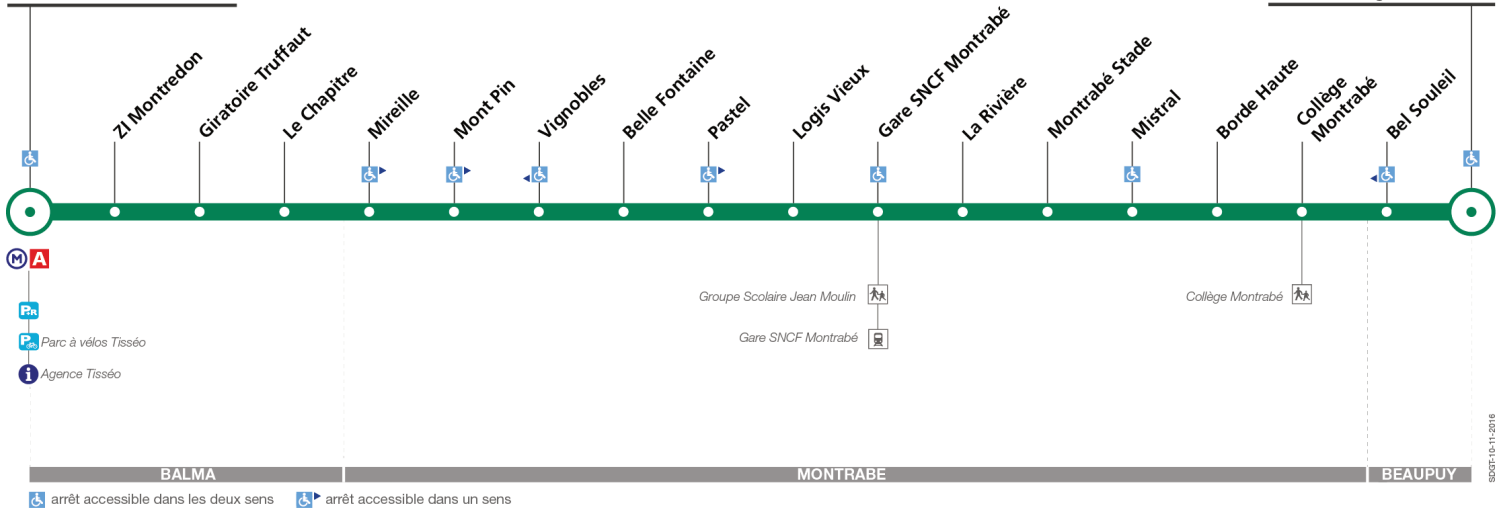 ZI Montredon
Giratoire Truffaut
Le Chapitre
Mireille
Mont Pin
Vignobles
Belle Fontaine
Pastel
Logis Vieux
Gare SNCF Montrabé
La Rivière
Montrabé Stade
Mistral
Borde Haute
Collège
Montrabé
Bel Souleil
M A
P+R
P
Parc à vélos Tisséo
i
Agence Tisséo
Groupe Scolaire Jean Moulin
Gare SNCF Montrabé
Collège Montrabé
SDGT-10-11-2016
BALMA
MONTRABE
BEAUPUY
arrêt accessible dans les deux sens
arrêt accessible dans un sens